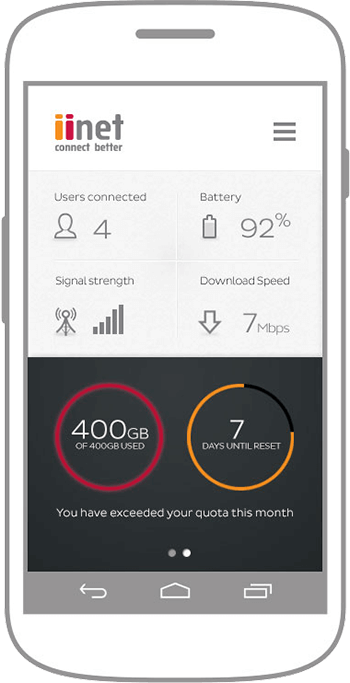 iinet
connect better
Users connected
4
Battery
92%
Signal strength
Download Speed
7Mbps
400GB
OF 400GB USED
7
DAYS UNTIL RESET
You have exceeded your quota this month